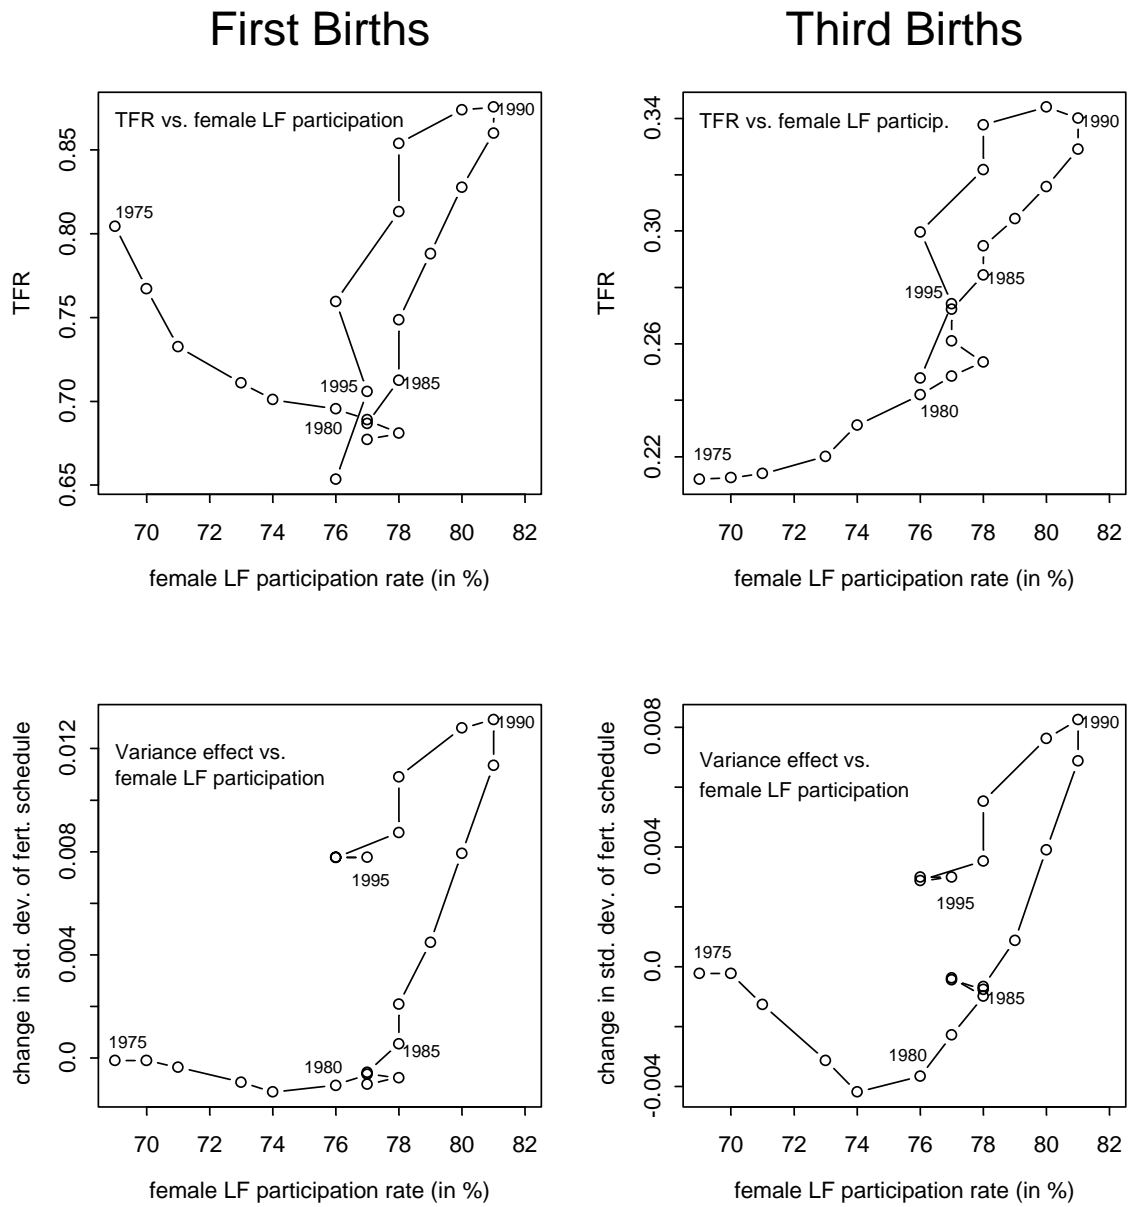 First Births
Third Births
TFR vs. female LF participation
1990
1975
1995
1985
1980
0.65 0.70 0.75 0.80 0.85
TFR
70 72 74 76 78 80 82
female LF participation rate (in %)
TFR vs. female LF particip.
1990
1985
1995
1980
1975
0.22 0.26 0.30 0.34
TFR
70 72 74 76 78 80 82
female LF participation rate (in %)
Variance effect vs.
female LF participation
1990
1995
1975
1980
1985
0.0 0.004 0.008 0.012
change in std. dev. of fert. schedule
70 72 74 76 78 80 82
female LF participation rate (in %)
Variance effect vs.
female LF participation
1990
1995
1975
1985
1980
-0.004 0.0 0.004 0.008
change in std. dev. of fert. schedule
70 72 74 76 78 80 82
female LF participation rate (in %)